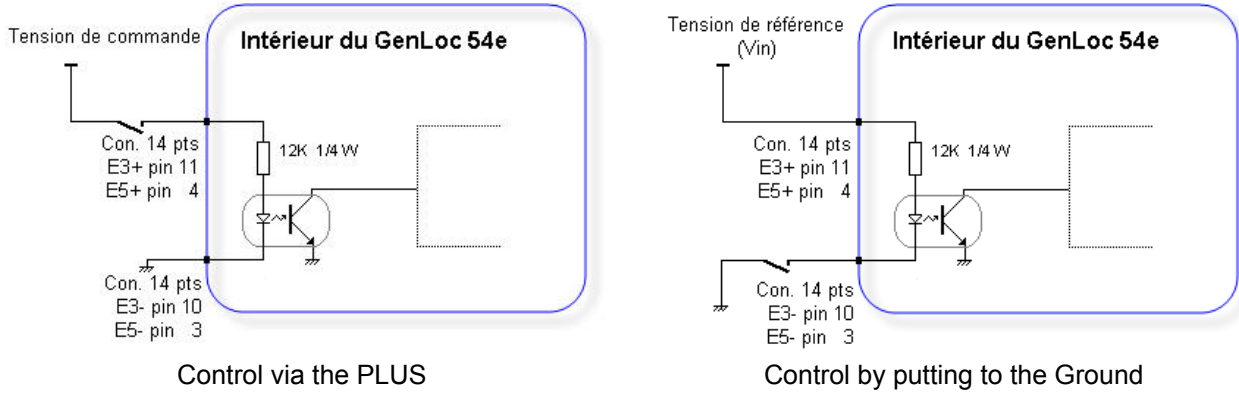 Tension de commande
Intérieur du GenLoc 54e
Con. 14 pts
E3+ pin 11
E5+ pin 4
12K 1/4 W
Con. 14 pts
E3- pin 10
E5- pin 3
Control via the PLUS
Tension de référence
(Vin)
Intérieur du GenLoc 54e
Con. 14 pts
E3+ pin 11
E5+ pin 4
12K 1/4 W
Con. 14 pts
E3- pin 10
E5- pin 3
Control by putting to the Ground